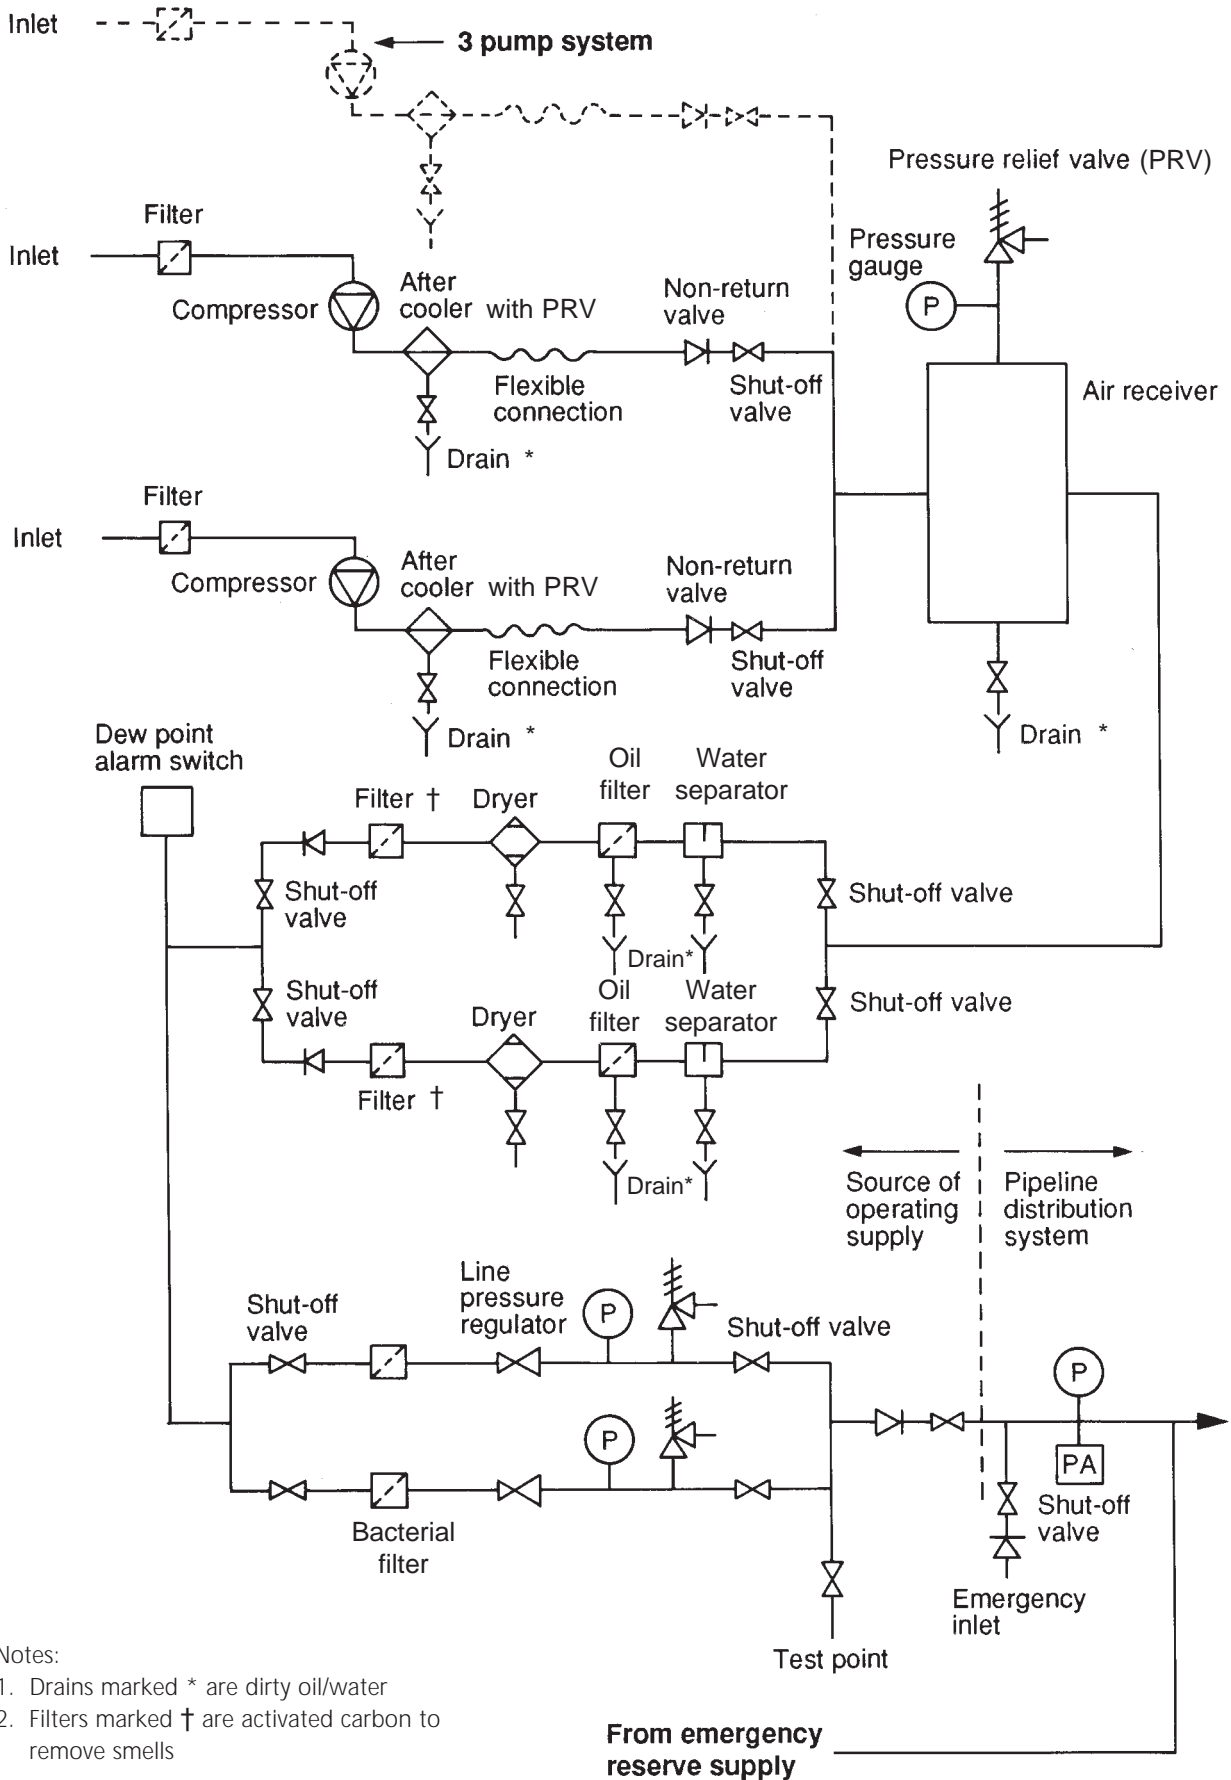 Inlet
3 pump system
Pressure relief valve (PRV)
Filter
Inlet
Pressure
gauge
P
Compressor
After
cooler with PRV
Non-return
valve
Flexible
connection
Shut-off
valve
Air receiver
Drain *
Filter
Inlet
Compressor
After
cooler with PRV
Non-return
valve
Flexible
connection
Shut-off
valve
Drain *
Drain *
Dew point
alarm switch
Filter †
Dryer
Oil
filter
Water
separator
Shut-off
valve
Shut-off valve
Drain*
Shut-off
valve
Dryer
Oil
filter
Water
separator
Shut-off valve
Filter †
Drain*
Source of
operating
supply
Pipeline
distribution
system
Shut-off
valve
Line
pressure
regulator
P
Shut-off valve
P
P
PA
Bacterial
filter
Shut-off
valve
Emergency
inlet
Test point
Notes:
1. Drains marked * are dirty oil/water
2. Filters marked † are activated carbon to
remove smells
From emergency
reserve supply